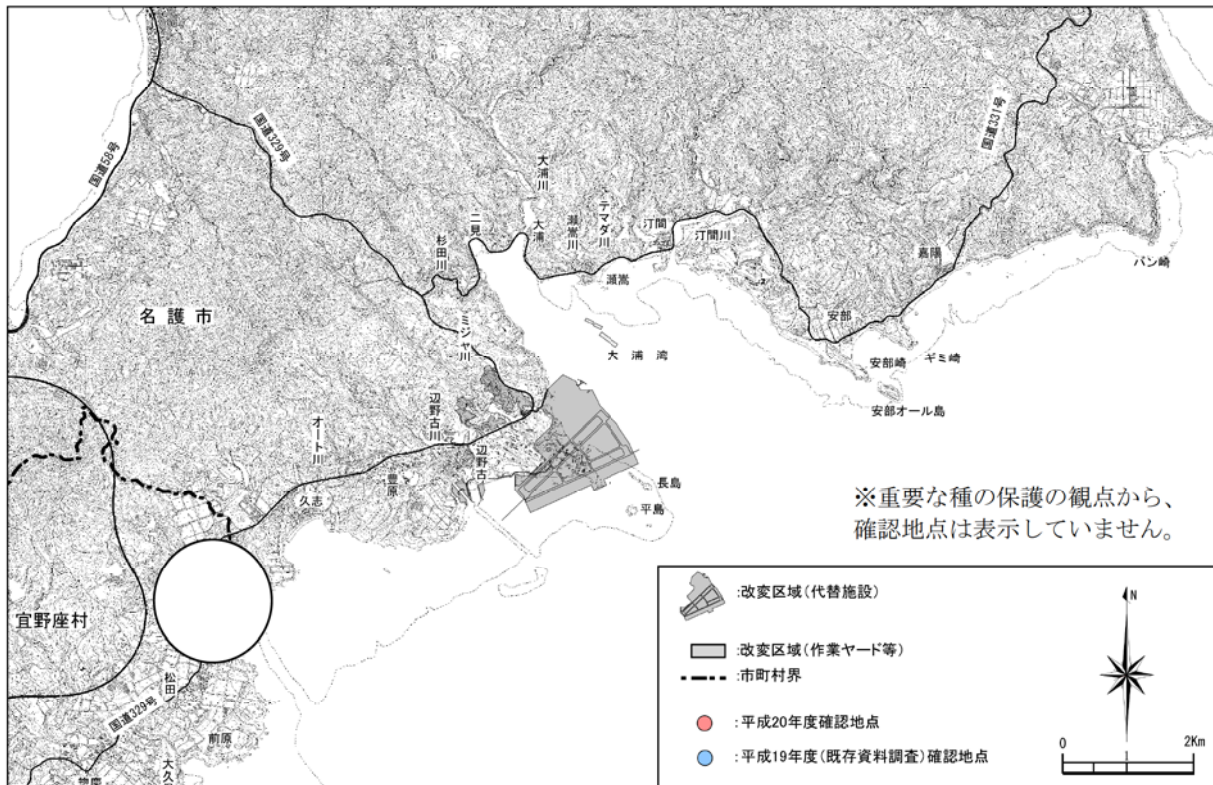 国道58号
国道329号
国道331号
大浦川
二見
大浦
瀬嵩川
テマダ川
汀間
汀間川
杉田川
瀬嵩
嘉陽
バン崎
名護市
ミジャ川
大浦湾
安部
安部崎
ギミ崎
安部オール島
辺野古川
オート川
辺野古
豊原
久志
長島
平島
※重要な種の保護の観点から、
確認地点は表示していません。
宜野座村
松田
国道329号
前原
:改変区域(代替施設)
:改変区域(作業ヤード等)
:市町村界
:平成20年度確認地点
:平成19年度(既存資料調査)確認地点
N
0 2Km